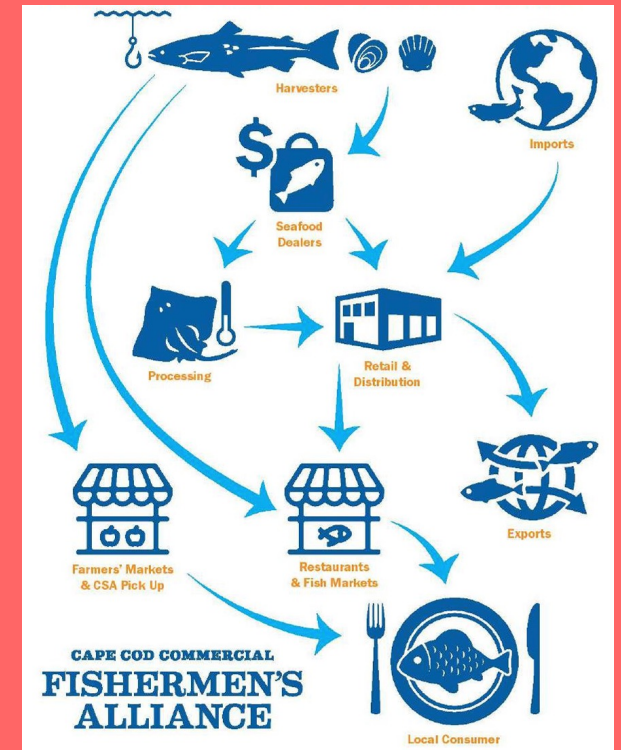 Harvesters
Imports
$
Seafood
Dealers
Processing
Retail &
Distribution
Exports
Farmers' Markets
& CSA Pick Up
Restaurants
& Fish Markets
CAPE COD COMMERCIAL
FISHERMEN'S
ALLIANCE
Local Consumer